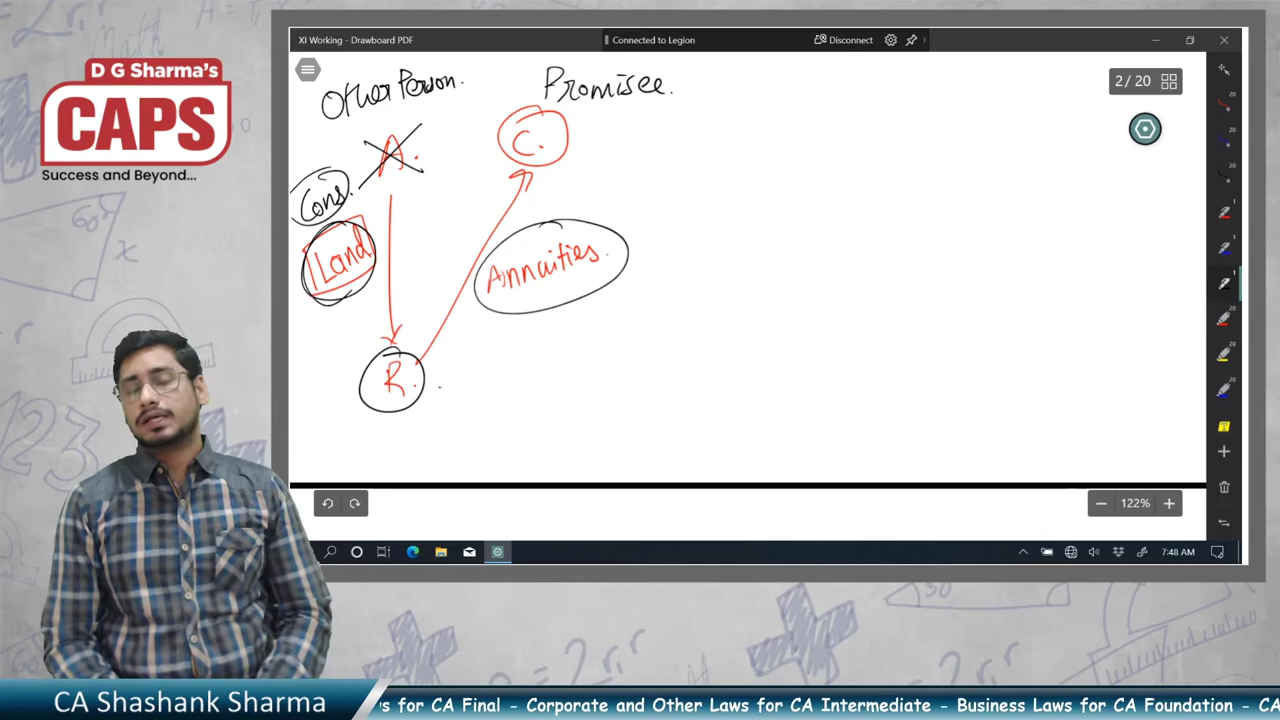 D G Sharma's
CAPS
Success and Beyond...
XI Working - Drawboard PDF
Connected to Legion
Disconnect
2 / 20
Other Person.
Promisee.
A.
C.
Cons.
Land
Annuities.
R.
122%
7:48 AM
CA Shashank Sharma
s for CA Final – Corporate and Other Laws for CA Intermediate – Business Laws for CA Foundation – CA